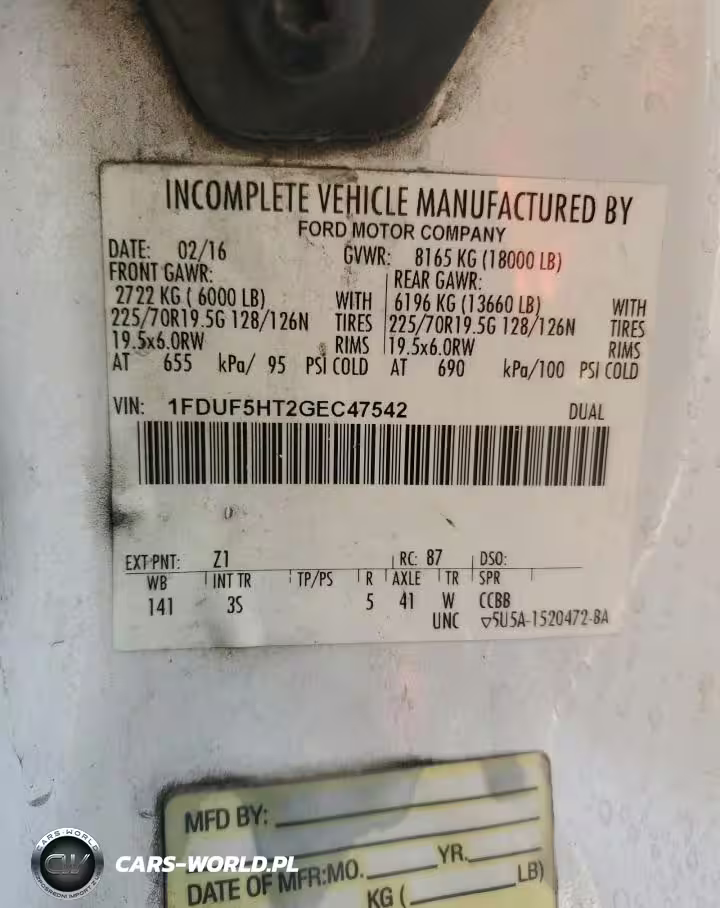 INCOMPLETE VEHICLE MANUFACTURED BY
FORD MOTOR COMPANY
DATE: 02/16 GVWR: 8165 KG (18000 LB)
FRONT GAWR: REAR GAWR:
2722 KG ( 6000 LB) WITH 6196 KG (13660 LB) WITH
225/70R19.5G 128/126N TIRES 225/70R19.5G 128/126N TIRES
19.5x6.0RW RIMS 19.5x6.0RW RIMS
AT 655 kPa/ 95 PSI COLD AT 690 kPa/100 PSI COLD
VIN: 1FDUF5HT2GEC47542 DUAL
EXT PNT: Z1 RC: 87 DSO:
WB INT TR TP/PS R AXLE TR SPR
141 3S 5 41 W CCBB
UNC ▽5U5A-1520472-BA
MFD BY:
DATE OF MFR:MO. YR.
KG ( LB)
CARS-WORLD
CARS-WORLD.PL